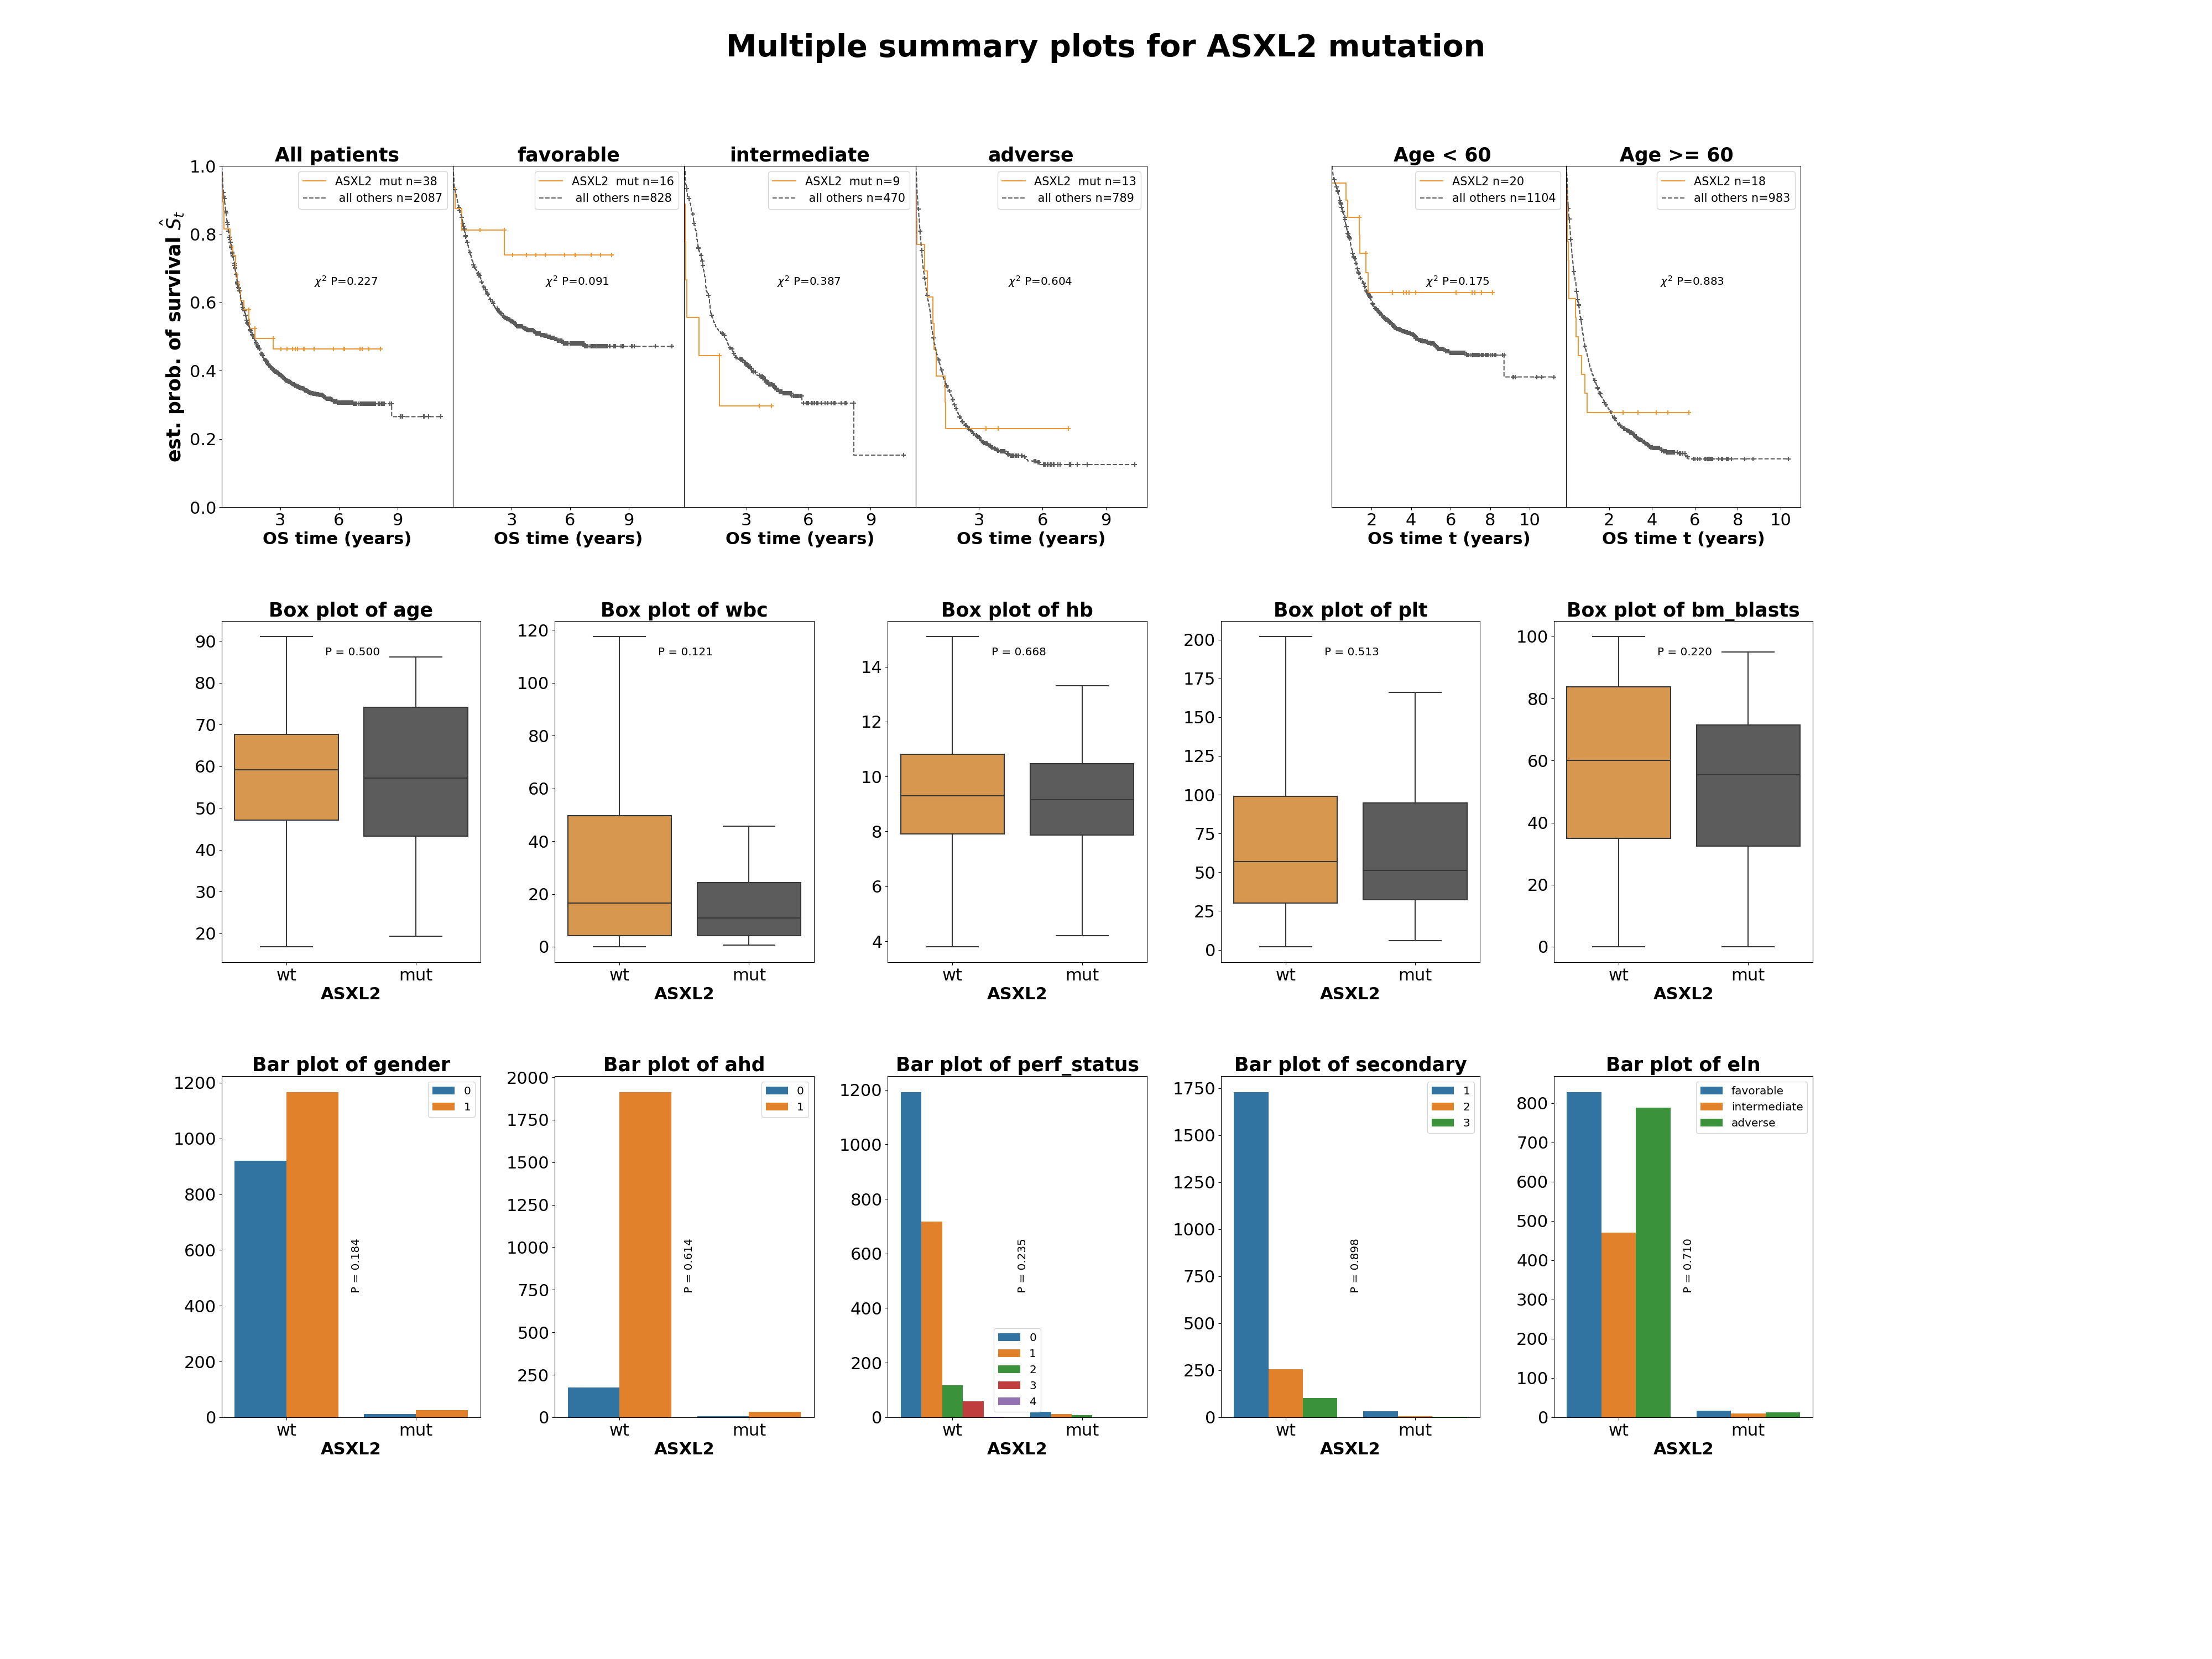 Multiple summary plots for ASXL2 mutation
All patients
favorable
intermediate
adverse
Age < 60
Age >= 60
est. prob. of survival Ŝt
1.0
0.8
0.6
0.4
0.2
0.0
ASXL2 mut n=38
all others n=2087
χ² P=0.227
3 6 9
OS time (years)
ASXL2 mut n=16
all others n=828
χ² P=0.091
3 6 9
OS time (years)
ASXL2 mut n=9
all others n=470
χ² P=0.387
3 6 9
OS time (years)
ASXL2 mut n=13
all others n=789
χ² P=0.604
3 6 9
OS time (years)
ASXL2 n=20
all others n=1104
χ² P=0.175
2 4 6 8 10
OS time t (years)
ASXL2 n=18
all others n=983
χ² P=0.883
2 4 6 8 10
OS time t (years)
Box plot of age
90
80
70
60
50
40
30
20
P = 0.500
wt mut
ASXL2
Box plot of wbc
120
100
80
60
40
20
0
P = 0.121
wt mut
ASXL2
Box plot of hb
14
12
10
8
6
4
P = 0.668
wt mut
ASXL2
Box plot of plt
200
175
150
125
100
75
50
25
0
P = 0.513
wt mut
ASXL2
Box plot of bm_blasts
100
80
60
40
20
0
P = 0.220
wt mut
ASXL2
Bar plot of gender
1200
1000
800
600
400
200
0
0
1
P = 0.184
wt mut
ASXL2
Bar plot of ahd
2000
1750
1500
1250
1000
750
500
250
0
0
1
P = 0.614
wt mut
ASXL2
Bar plot of perf_status
1200
1000
800
600
400
200
0
P = 0.235
0
1
2
3
4
wt mut
ASXL2
Bar plot of secondary
1750
1500
1250
1000
750
500
250
0
1
2
3
P = 0.898
wt mut
ASXL2
Bar plot of eln
800
700
600
500
400
300
200
100
0
favorable
intermediate
adverse
P = 0.710
wt mut
ASXL2